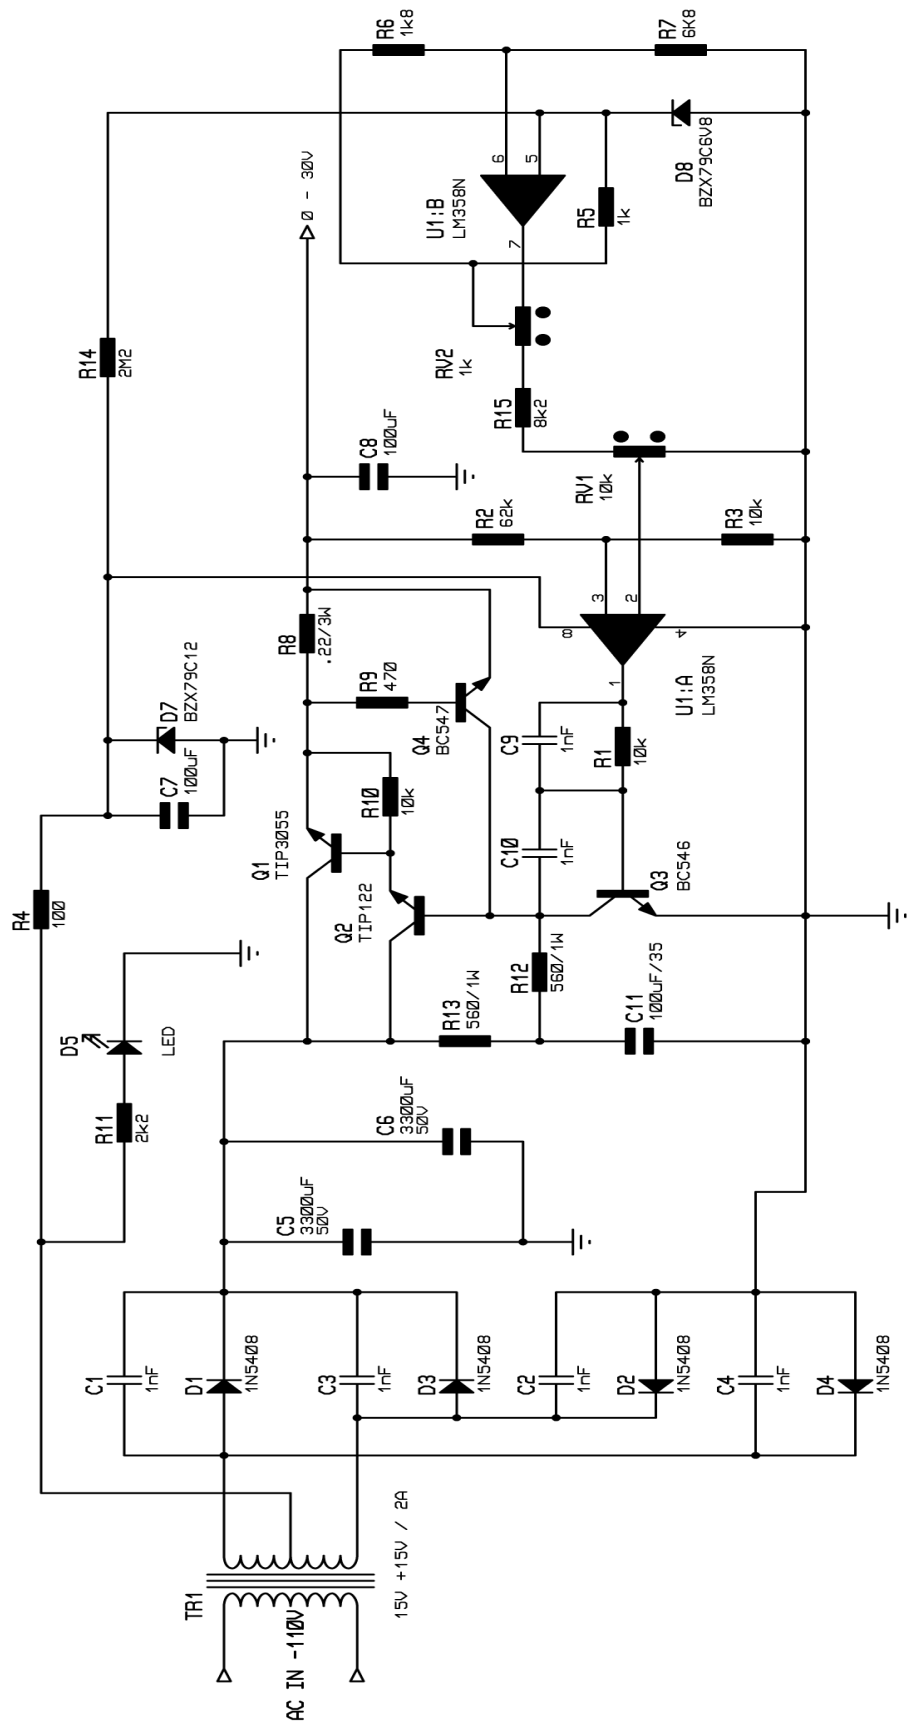 AC IN -110V
TR1
15V +15V / 2A
C1
1nF
D1
1N5408
C3
1nF
D3
1N5408
C2
1nF
D2
1N5408
C4
1nF
D4
1N5408
R11
2k2
D5
LED
R4
100
C5
3300uF
50V
C6
3300uF
50V
C7
100uF
D7
BZX79C12
Q1
TIP3055
Q2
TIP122
R10
10k
R13
560/1W
R12
560/1W
C11
100uF/35
Q3
BC546
C10
1nF
C9
1nF
R1
10k
Q4
BC547
R9
470
R8
.22/3W
U1:A
LM358N
1
8
3
2
4
R2
62k
R3
10k
C8
100uF
R14
2M2
0 - 30V
RV1
10k
R15
8k2
RV2
1k
U1:B
LM358N
7
6
5
R5
1k
D8
BZX79C6V8
R6
1k8
R7
6K8